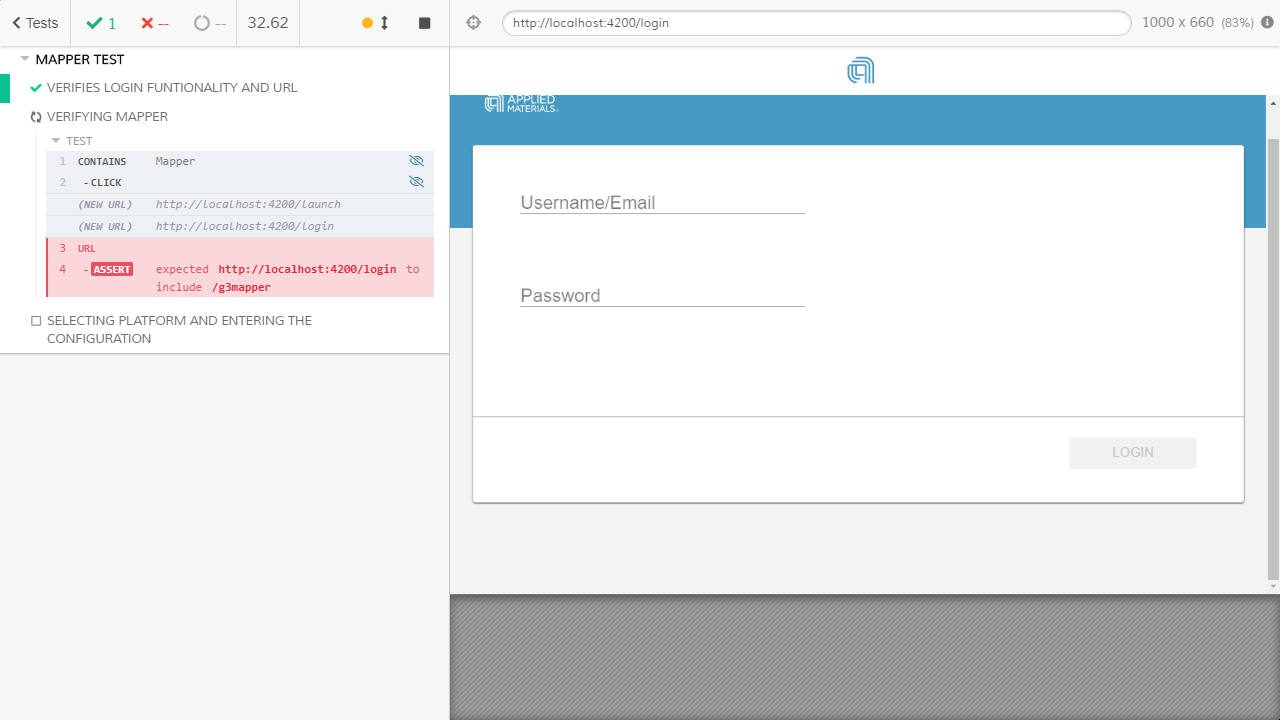 Tests
1
--
--
32.62
http://localhost:4200/login
1000 x 660 (83%)
MAPPER TEST
VERIFIES LOGIN FUNTIONALITY AND URL
VERIFYING MAPPER
TEST
1 CONTAINS Mapper
2 -CLICK
(NEW URL) http://localhost:4200/launch
(NEW URL) http://localhost:4200/login
3 URL
4 -ASSERT expected http://localhost:4200/login to
include /g3mapper
SELECTING PLATFORM AND ENTERING THE
CONFIGURATION
APPLIED
MATERIALS
Username/Email
Password
LOGIN